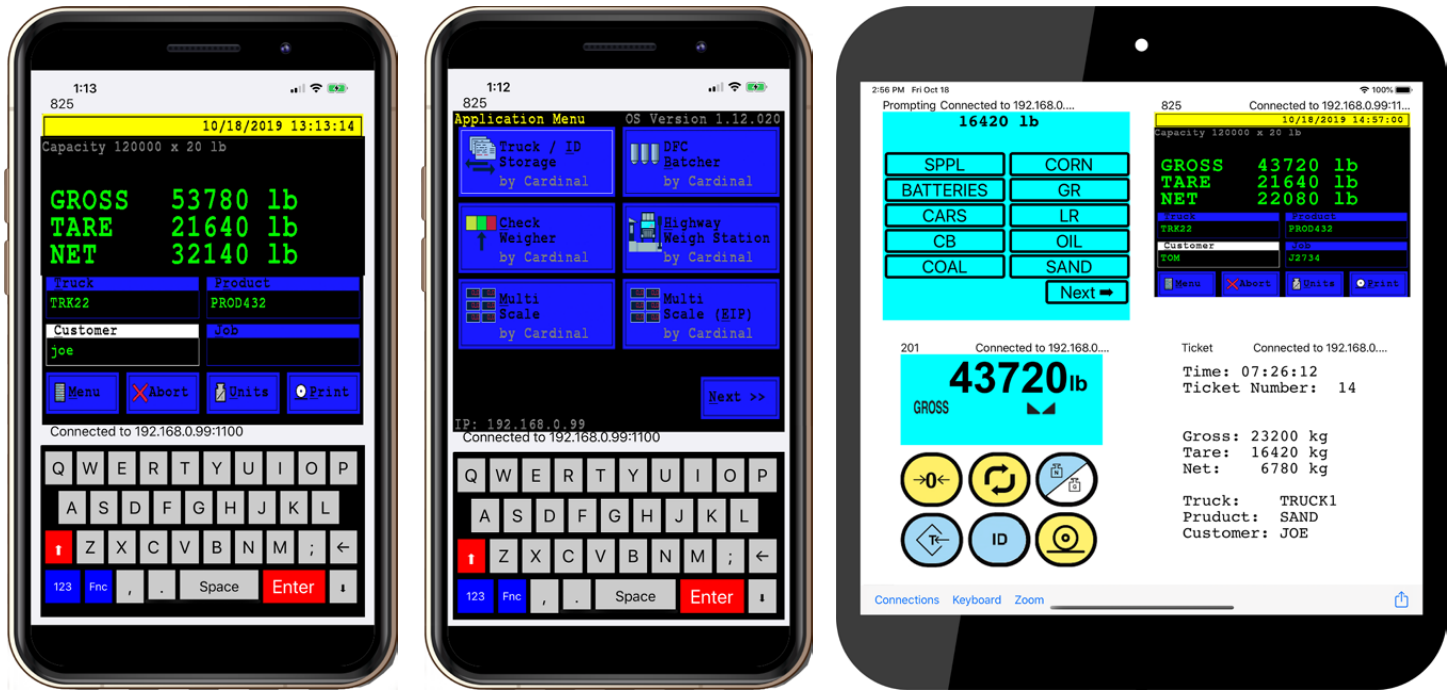 1:13
825
10/18/2019 13:13:14
Capacity 120000 x 20 lb
GROSS 53780 lb
TARE 21640 lb
NET 32140 lb
Truck Product
TRK22 PROD432
Customer Job
joe
Menu Abort Units Print
Connected to 192.168.0.99:1100
Q W E R T Y U I O P
A S D F G H J K L
Z X C V B N M ; ←
123 Fnc , . Space Enter
1:12
825
Application Menu OS Version 1.12.020
Truck / ID
Storage
by Cardinal
DFC
Batcher
by Cardinal
Check
Weigher
by Cardinal
Highway
Weigh Station
by Cardinal
Multi
Scale
by Cardinal
Multi
Scale (EIP)
by Cardinal
Next >>
IP: 192.168.0.99
Connected to 192.168.0.99:1100
Q W E R T Y U I O P
A S D F G H J K L
Z X C V B N M ; ←
123 Fnc , . Space Enter
2:56 PM Fri Oct 18 100%
Prompting Connected to 192.168.0....
16420 lb
SPPL CORN
BATTERIES GR
CARS LR
CB OIL
COAL SAND
Next ➡
825 Connected to 192.168.0.99:11...
10/18/2019 14:57:00
Capacity 120000 x 20 lb
GROSS 43720 lb
TARE 21640 lb
NET 22080 lb
Truck Product
TRK22 PROD432
Customer Job
TOM J2734
Menu Abort Units Print
201 Connected to 192.168.0....
43720 lb
GROSS
→0←
N
G
T
ID
Ticket Connected to 192.168.0....
Time: 07:26:12
Ticket Number: 14
Gross: 23200 kg
Tare: 16420 kg
Net: 6780 kg
Truck: TRUCK1
Pruduct: SAND
Customer: JOE
Connections Keyboard Zoom